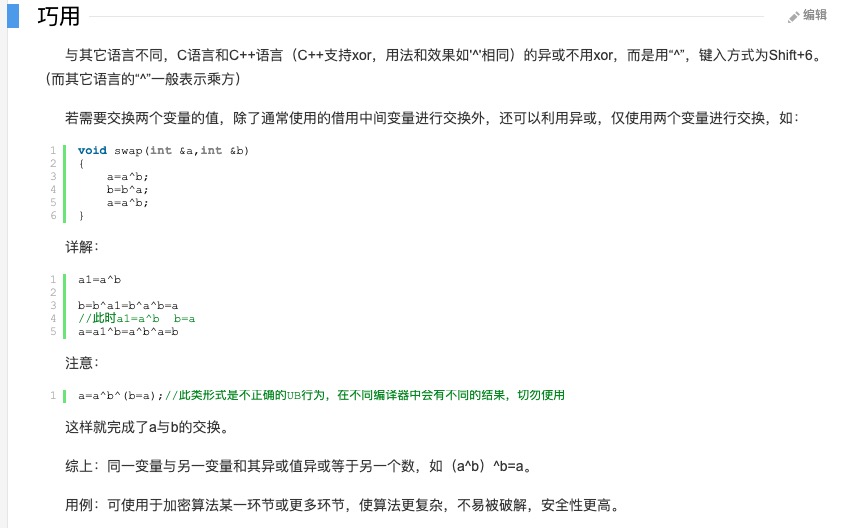 巧用
编辑
与其它语言不同，C语言和C++语言（C++支持xor，用法和效果如'^'相同）的异或不用xor，而是用“^”，键入方式为Shift+6。
（而其它语言的“^”一般表示乘方）
若需要交换两个变量的值，除了通常使用的借用中间变量进行交换外，还可以利用异或，仅使用两个变量进行交换，如：
1 void swap(int &a,int &b)
2 {
3     a=a^b;
4     b=b^a;
5     a=a^b;
6 }
详解：
1 a1=a^b
2
3 b=b^a1=b^a^b=a
4 //此时a1=a^b  b=a
5 a=a1^b=a^b^a=b
注意：
1 a=a^b^(b=a);//此类形式是不正确的UB行为，在不同编译器中会有不同的结果，切勿使用
这样就完成了a与b的交换。
综上：同一变量与另一变量和其异或值异或等于另一个数，如（a^b）^b=a。
用例：可使用于加密算法某一环节或更多环节，使算法更复杂，不易被破解，安全性更高。